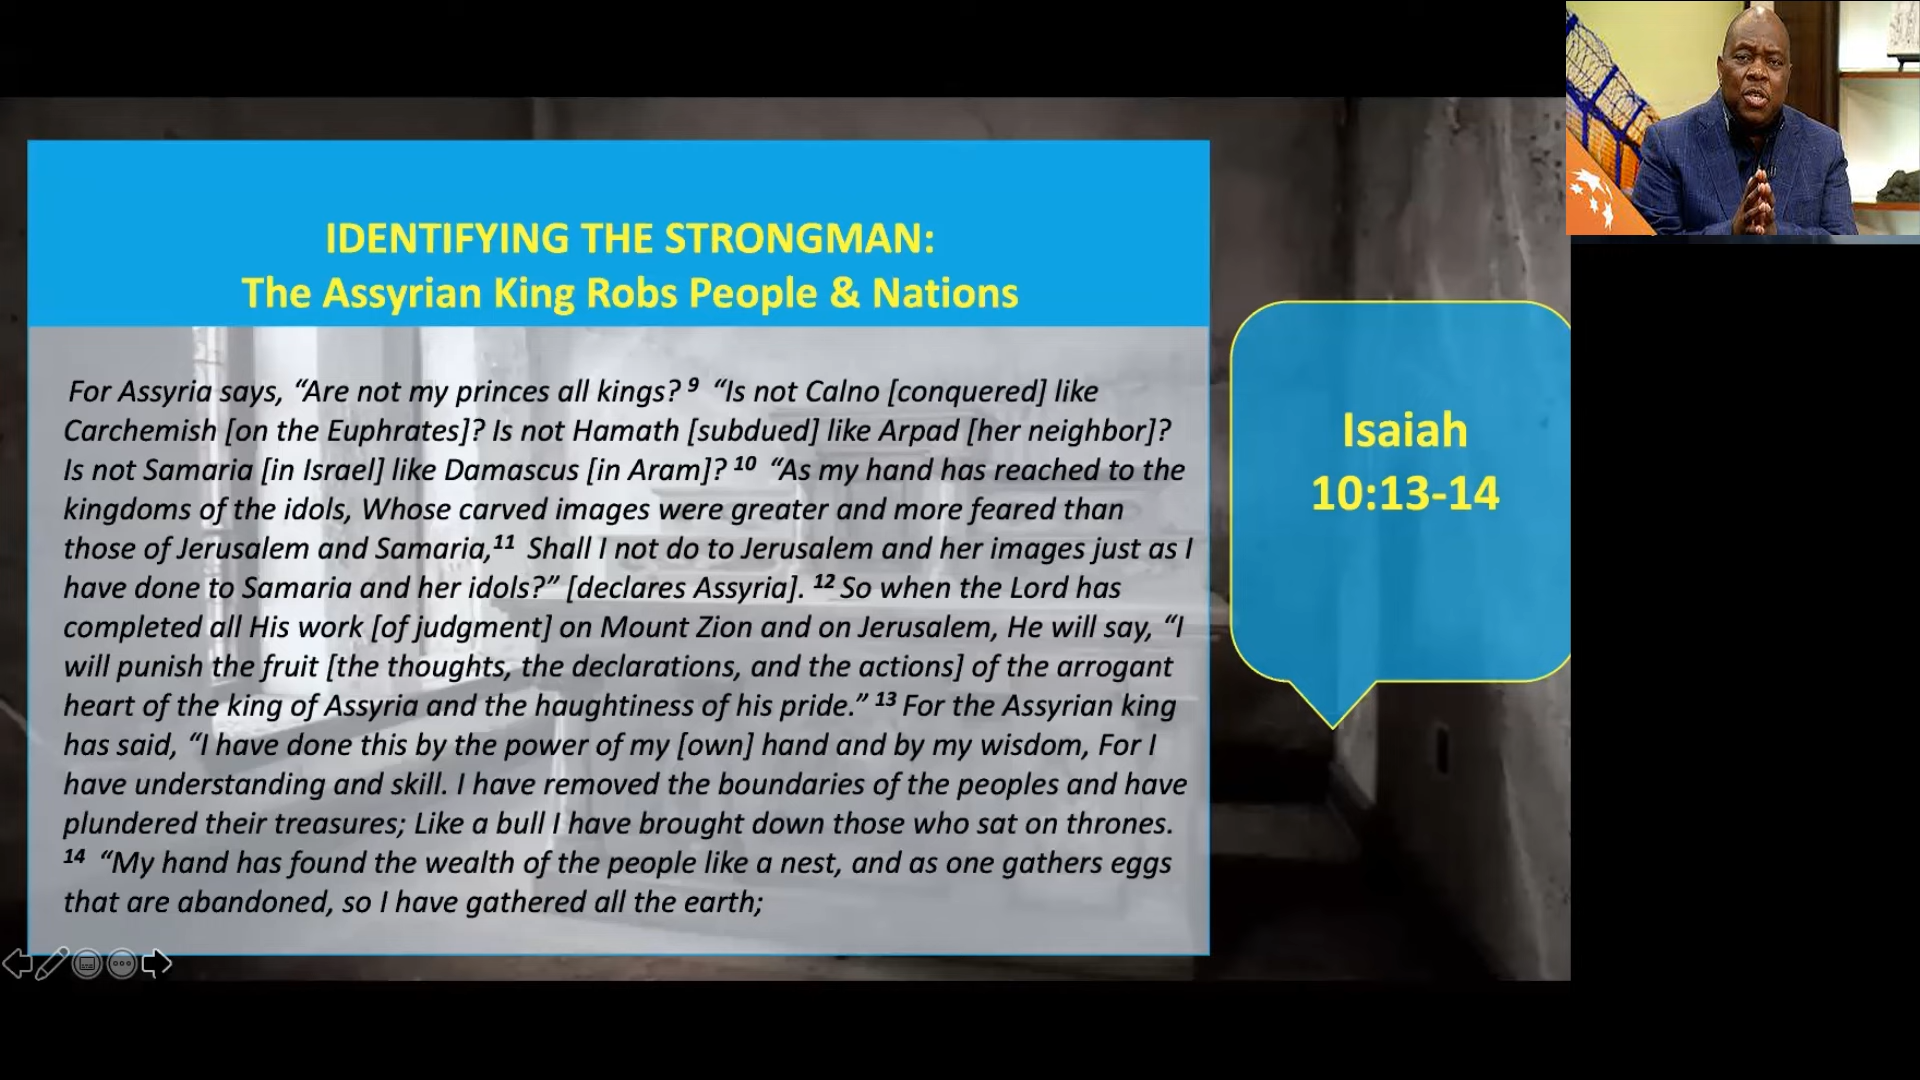 IDENTIFYING THE STRONGMAN:
The Assyrian King Robs People & Nations
For Assyria says, “Are not my princes all kings? 9 “Is not Calno [conquered] like
Carchemish [on the Euphrates]? Is not Hamath [subdued] like Arpad [her neighbor]?
Is not Samaria [in Israel] like Damascus [in Aram]? 10 “As my hand has reached to the
kingdoms of the idols, Whose carved images were greater and more feared than
those of Jerusalem and Samaria,11 Shall I not do to Jerusalem and her images just as I
have done to Samaria and her idols?” [declares Assyria]. 12 So when the Lord has
completed all His work [of judgment] on Mount Zion and on Jerusalem, He will say, “I
will punish the fruit [the thoughts, the declarations, and the actions] of the arrogant
heart of the king of Assyria and the haughtiness of his pride.” 13 For the Assyrian king
has said, “I have done this by the power of my [own] hand and by my wisdom, For I
have understanding and skill. I have removed the boundaries of the peoples and have
plundered their treasures; Like a bull I have brought down those who sat on thrones.
14 “My hand has found the wealth of the people like a nest, and as one gathers eggs
that are abandoned, so I have gathered all the earth;
Isaiah
10:13-14